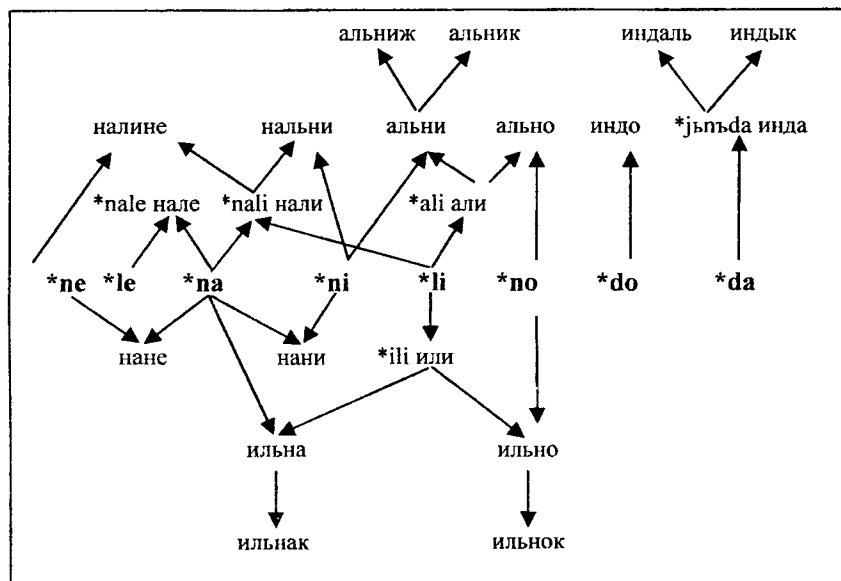 альниж альник индаль индык
налине нальни альни ально индо *jьnъda инда
*nale нале *nali нали *ali али
*ne *le *na *ni *li *no *do *da
нане нани *ili или
ильна ильно
ильнак ильнок